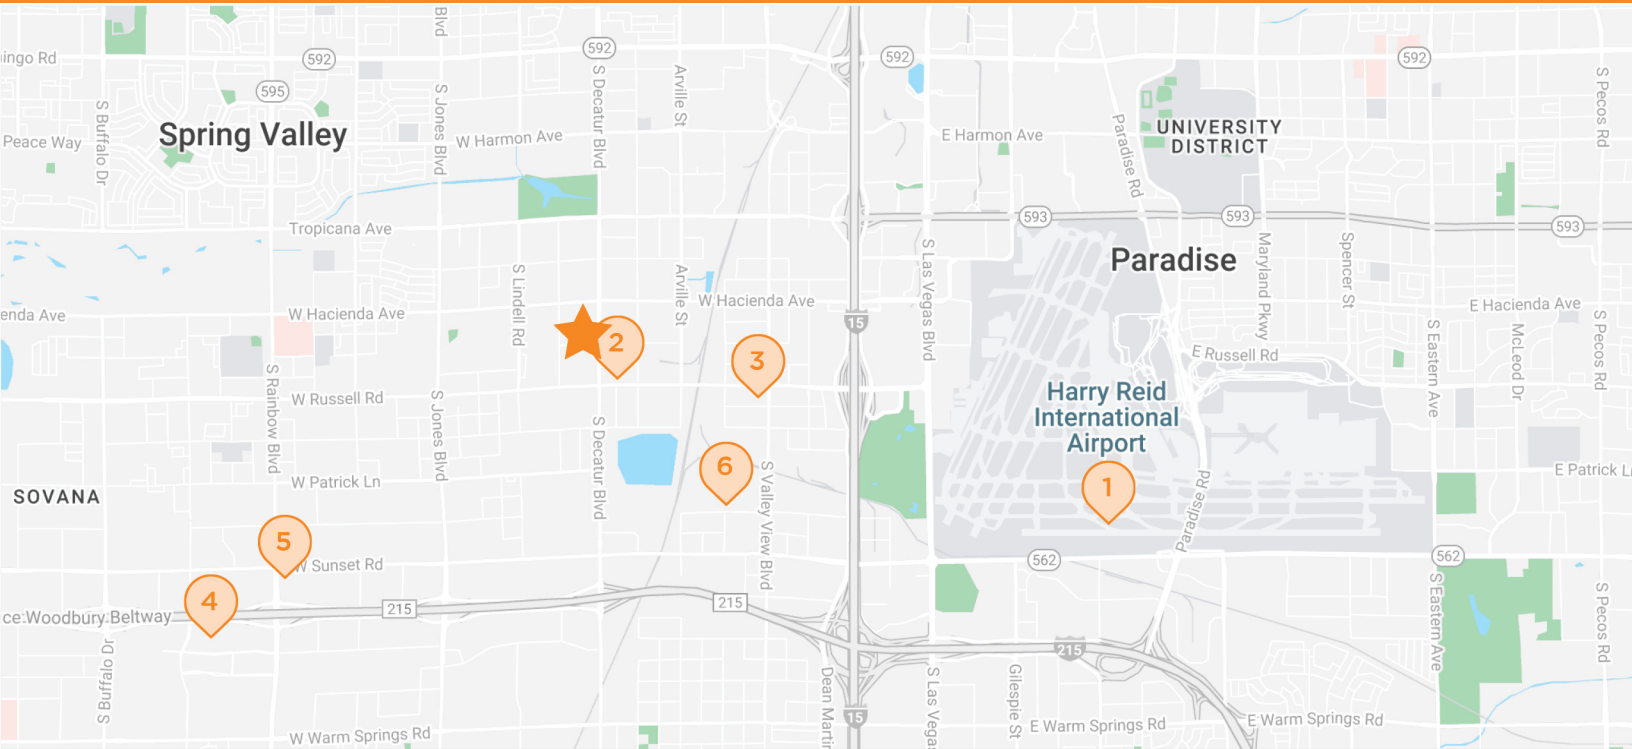 Blvd
592
592
592
ingo Rd
595
S Buffalo Dr
S Jones Blvd
S Decatur Blvd
Arville St
S Pecos Rd
Spring Valley
Peace Way
W Harmon Ave
E Harmon Ave
Paradise Rd
UNIVERSITY
DISTRICT
Tropicana Ave
593
593
593
Paradise
S Lindell Rd
Arville St
S Las Vegas Blvd
Maryland Pkwy
Spencer St
enda Ave
W Hacienda Ave
W Hacienda Ave
E Hacienda Ave
15
2
3
S Eastern Ave
McLeod Dr
S Pecos Rd
E Russell Rd
S Rainbow Blvd
W Russell Rd
S Jones Blvd
S Decatur Blvd
Harry Reid
International
Airport
6
1
S Valley View Blvd
Paradise Rd
W Patrick Ln
E Patrick L
SOVANA
5
W Sunset Rd
562
562
4
ce Woodbury Beltway
215
215
215
S Eastern Ave
S Pecos Rd
S Buffalo Dr
Dean Marti
S Las Vegas
Gilespie St
15
W Warm Springs Rd
E Warm Springs Rd
E Warm Springs Rd